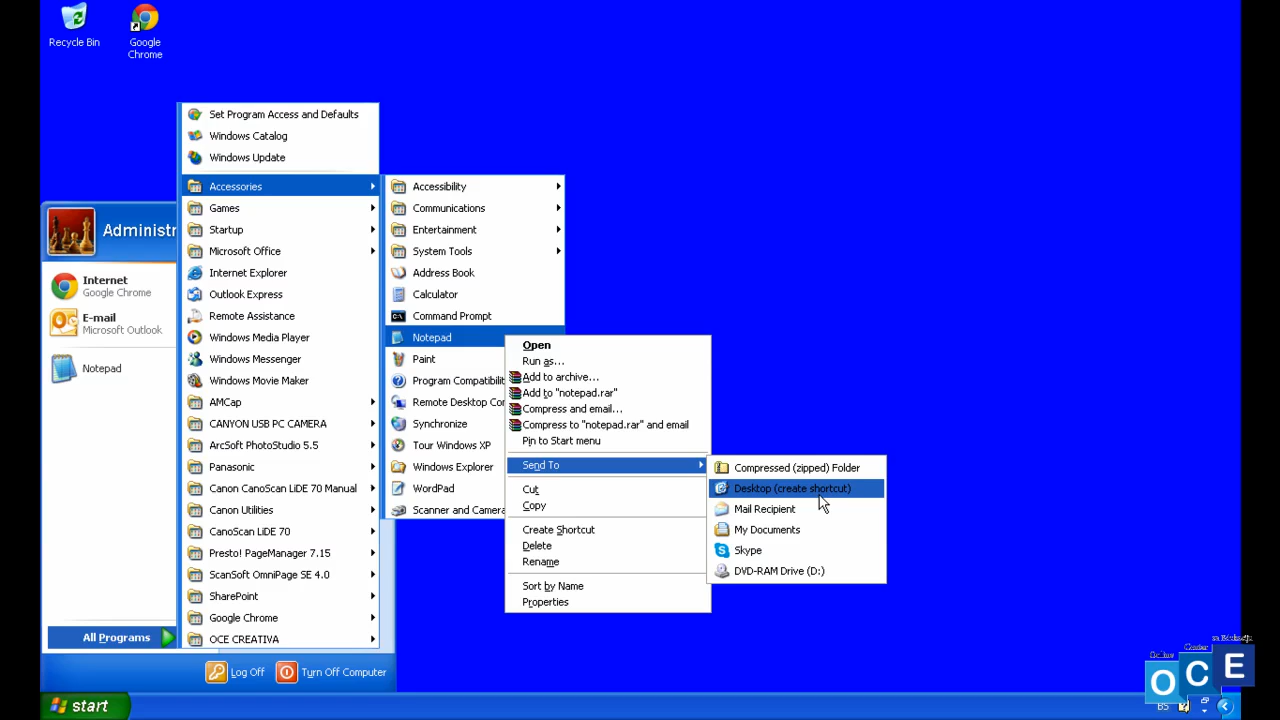 Recycle Bin
Google
Chrome
Set Program Access and Defaults
Windows Catalog
Windows Update
Accessories
Games
Startup
Microsoft Office
Internet Explorer
Outlook Express
Remote Assistance
Windows Media Player
Windows Messenger
Windows Movie Maker
AMCap
CANYON USB PC CAMERA
ArcSoft PhotoStudio 5.5
Panasonic
Canon CanoScan LiDE 70 Manual
Canon Utilities
CanoScan LiDE 70
Presto! PageManager 7.15
ScanSoft OmniPage SE 4.0
SharePoint
Google Chrome
OCE CREATIVA
Administr
Internet
Google Chrome
E-mail
Microsoft Outlook
Notepad
All Programs
Log Off
Turn Off Computer
start
Accessibility
Communications
Entertainment
System Tools
Address Book
Calculator
Command Prompt
Notepad
Paint
Program Compatibilit
Remote Desktop Cor
Synchronize
Tour Windows XP
Windows Explorer
WordPad
Scanner and Camera
Open
Run as...
Add to archive...
Add to "notepad.rar"
Compress and email...
Compress to "notepad.rar" and email
Pin to Start menu
Send To
Cut
Copy
Create Shortcut
Delete
Rename
Sort by Name
Properties
Compressed (zipped) Folder
Desktop (create shortcut)
Mail Recipient
My Documents
Skype
DVD-RAM Drive (D:)
Online
Center
O C E
BS